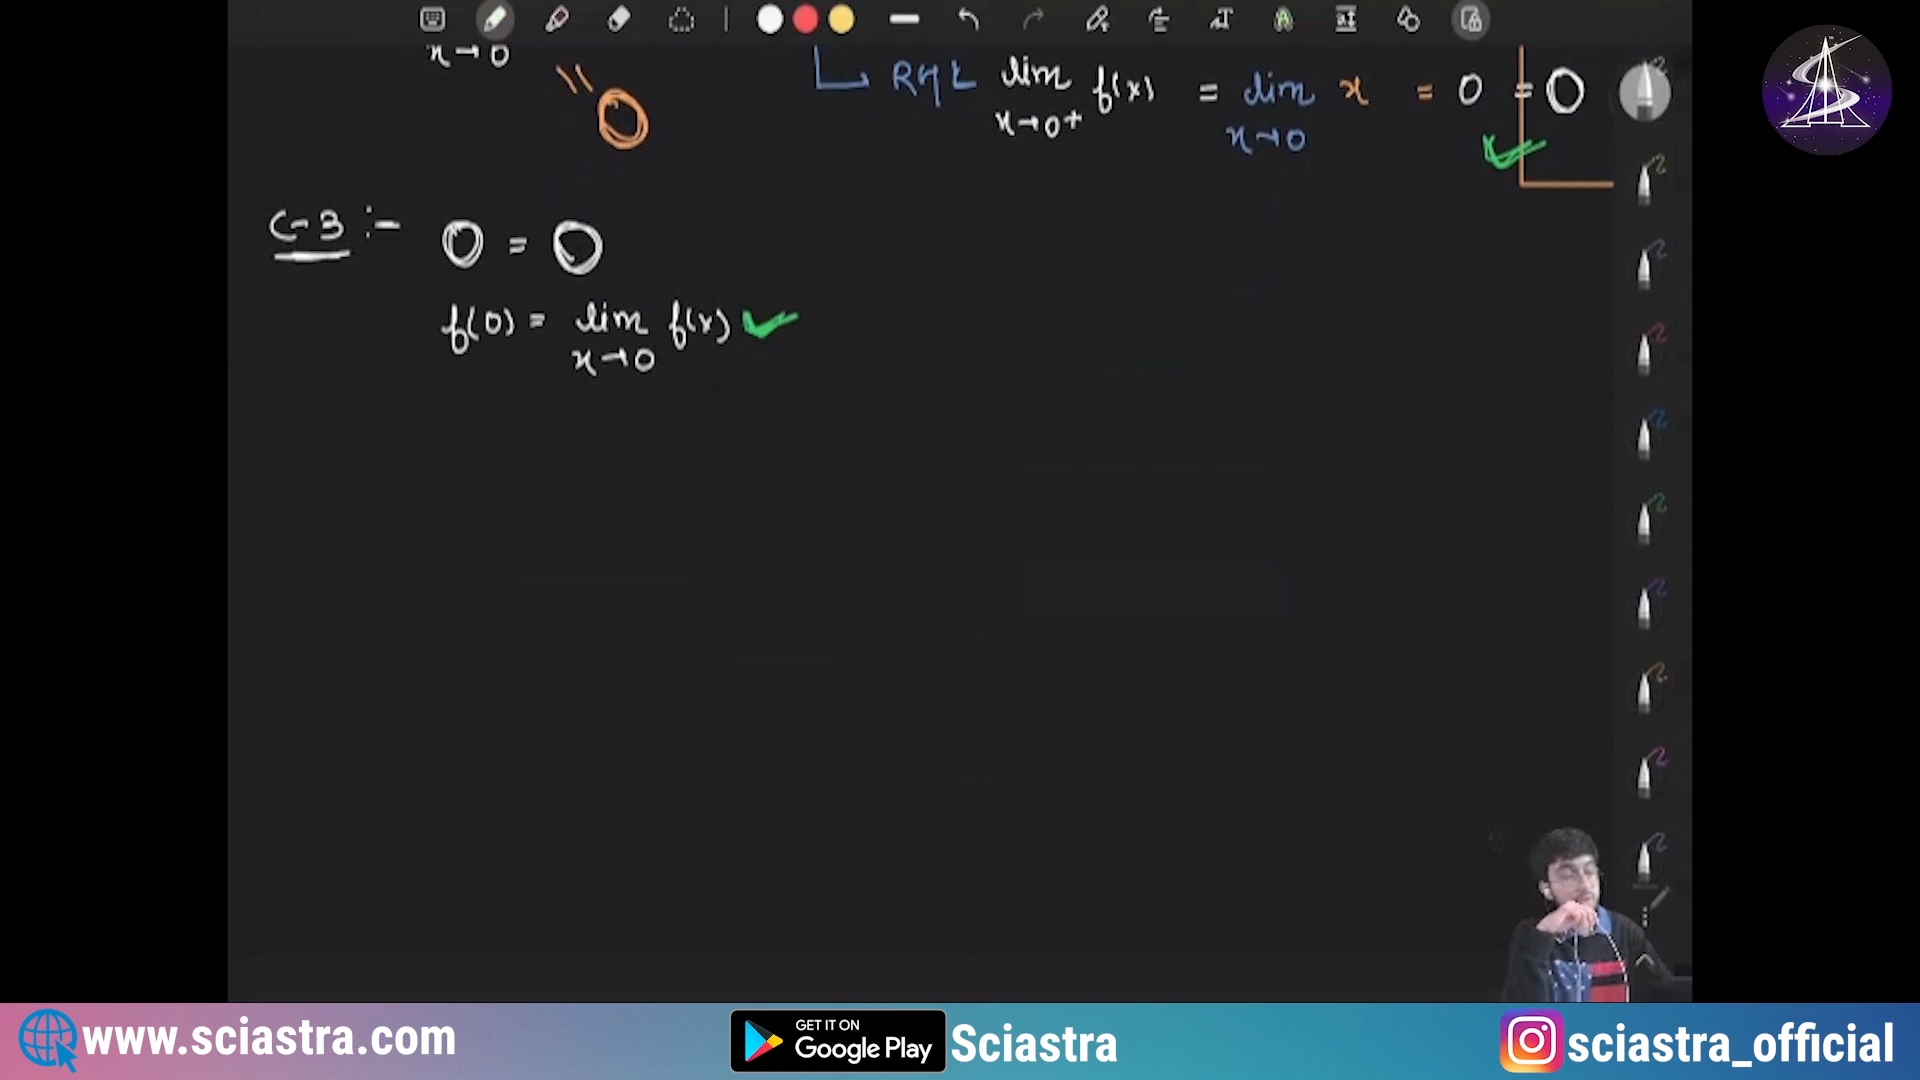 x→0
RHL lim f(x) = lim x = 0 = 0
x→0+ x→0
" 0
C-3 :- 0 = 0
f(0) = lim f(x)
x→0
www.sciastra.com
GET IT ON
Google Play
Sciastra
sciastra_official